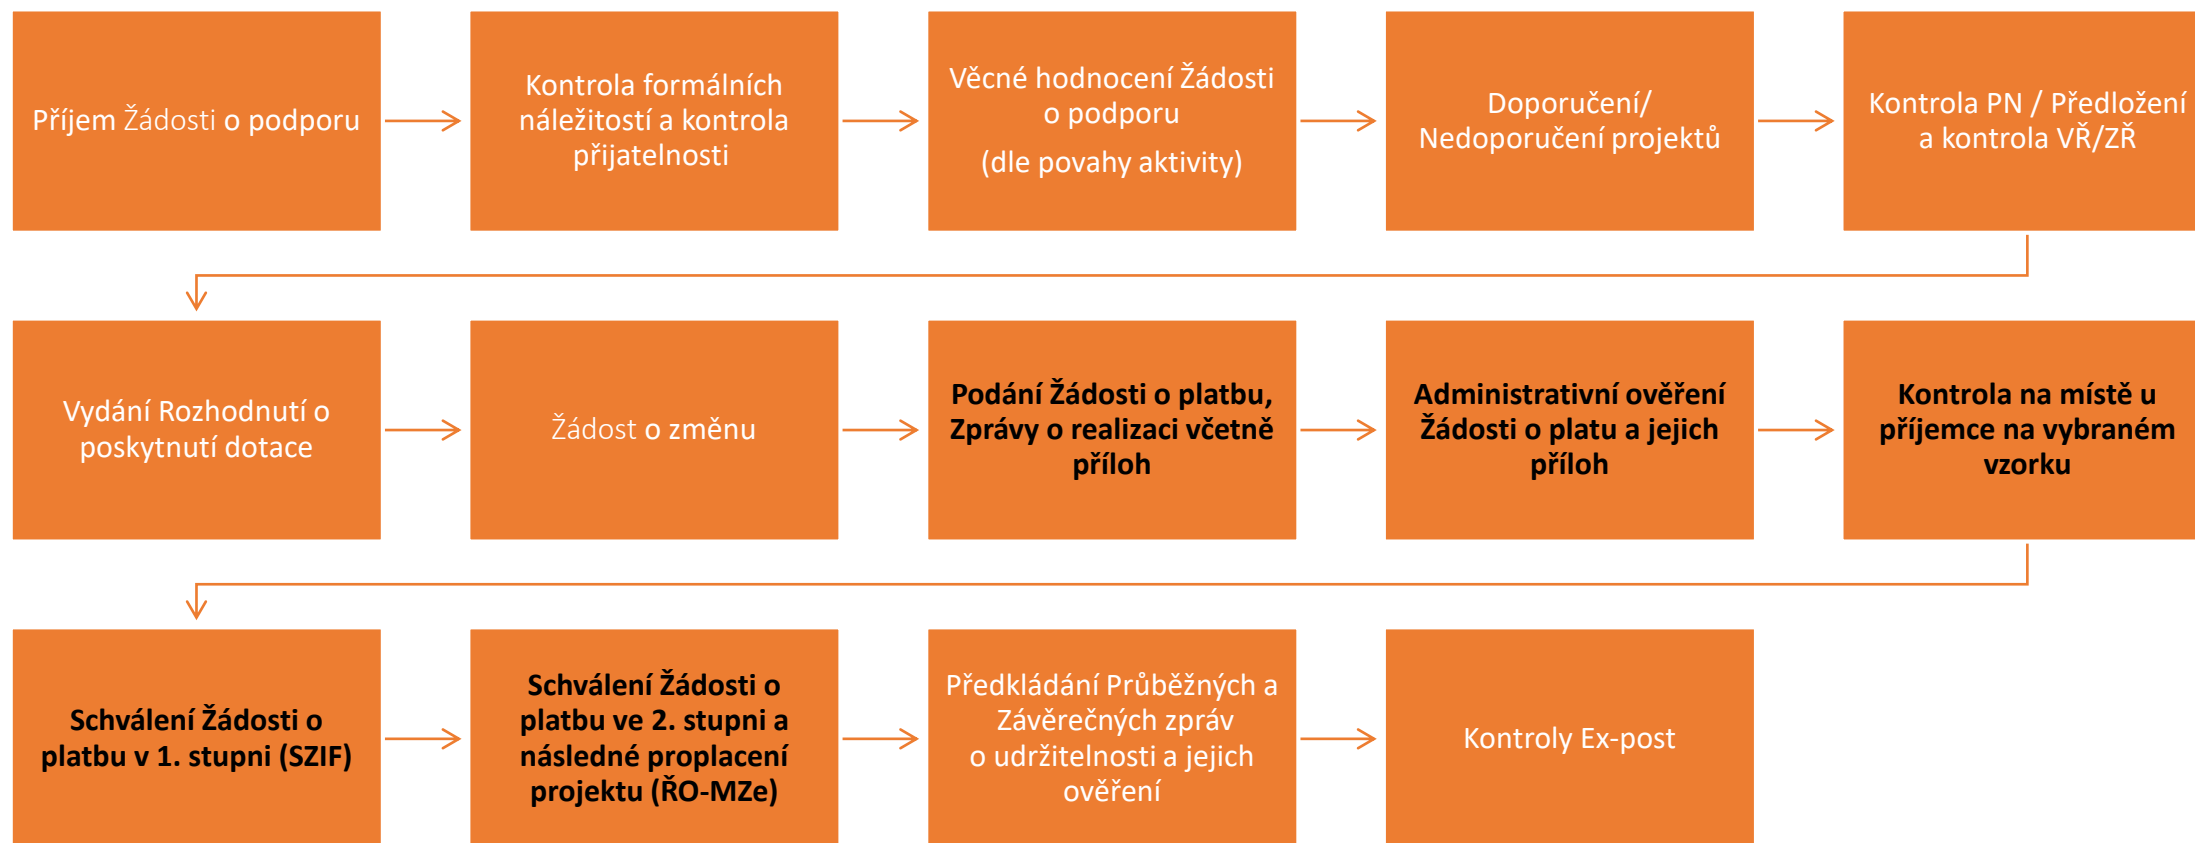 Příjem Žádosti o podporu
Kontrola formálních
náležitostí a kontrola
přijatelnosti
Věcné hodnocení Žádosti
o podporu
(dle povahy aktivity)
Doporučení/
Nedoporučení projektů
Kontrola PN / Předložení
a kontrola VŘ/ZŘ
Vydání Rozhodnutí o
poskytnutí dotace
Žádost o změnu
Podání Žádosti o platbu,
Zprávy o realizaci včetně
příloh
Administrativní ověření
Žádosti o platu a jejich
příloh
Kontrola na místě u
příjemce na vybraném
vzorku
Schválení Žádosti o
platbu v 1. stupni (SZIF)
Schválení Žádosti o
platbu ve 2. stupni a
následné proplacení
projektu (ŘO-MZe)
Předkládání Průběžných a
Závěrečných zpráv
o udržitelnosti a jejich
ověření
Kontroly Ex-post